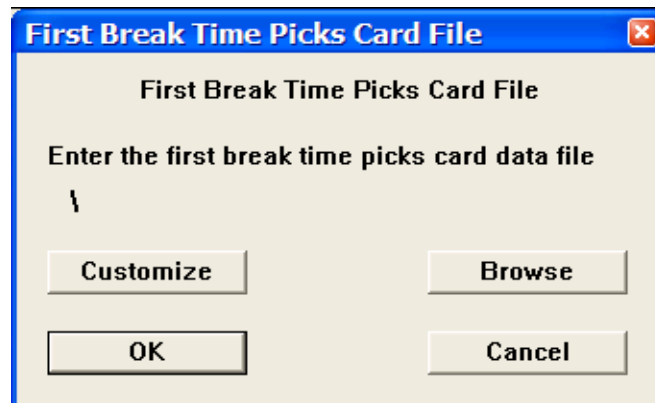 First Break Time Picks Card File
First Break Time Picks Card File
Enter the first break time picks card data file
\
Customize Browse
OK Cancel